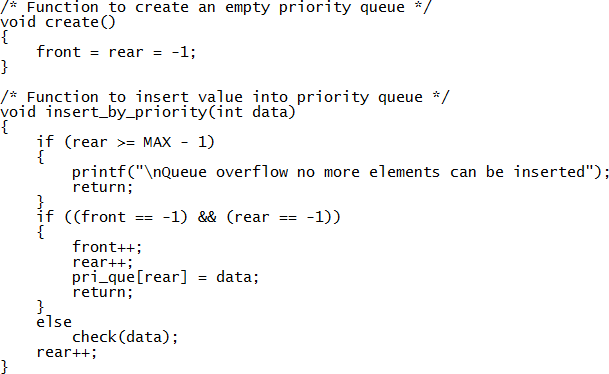 /* Function to create an empty priority queue */
void create()
{
    front = rear = -1;
}

/* Function to insert value into priority queue */
void insert_by_priority(int data)
{
    if (rear >= MAX - 1)
    {
        printf("\nQueue overflow no more elements can be inserted");
        return;
    }
    if ((front == -1) && (rear == -1))
    {
        front++;
        rear++;
        pri_que[rear] = data;
        return;
    }
    else
        check(data);
    rear++;
}